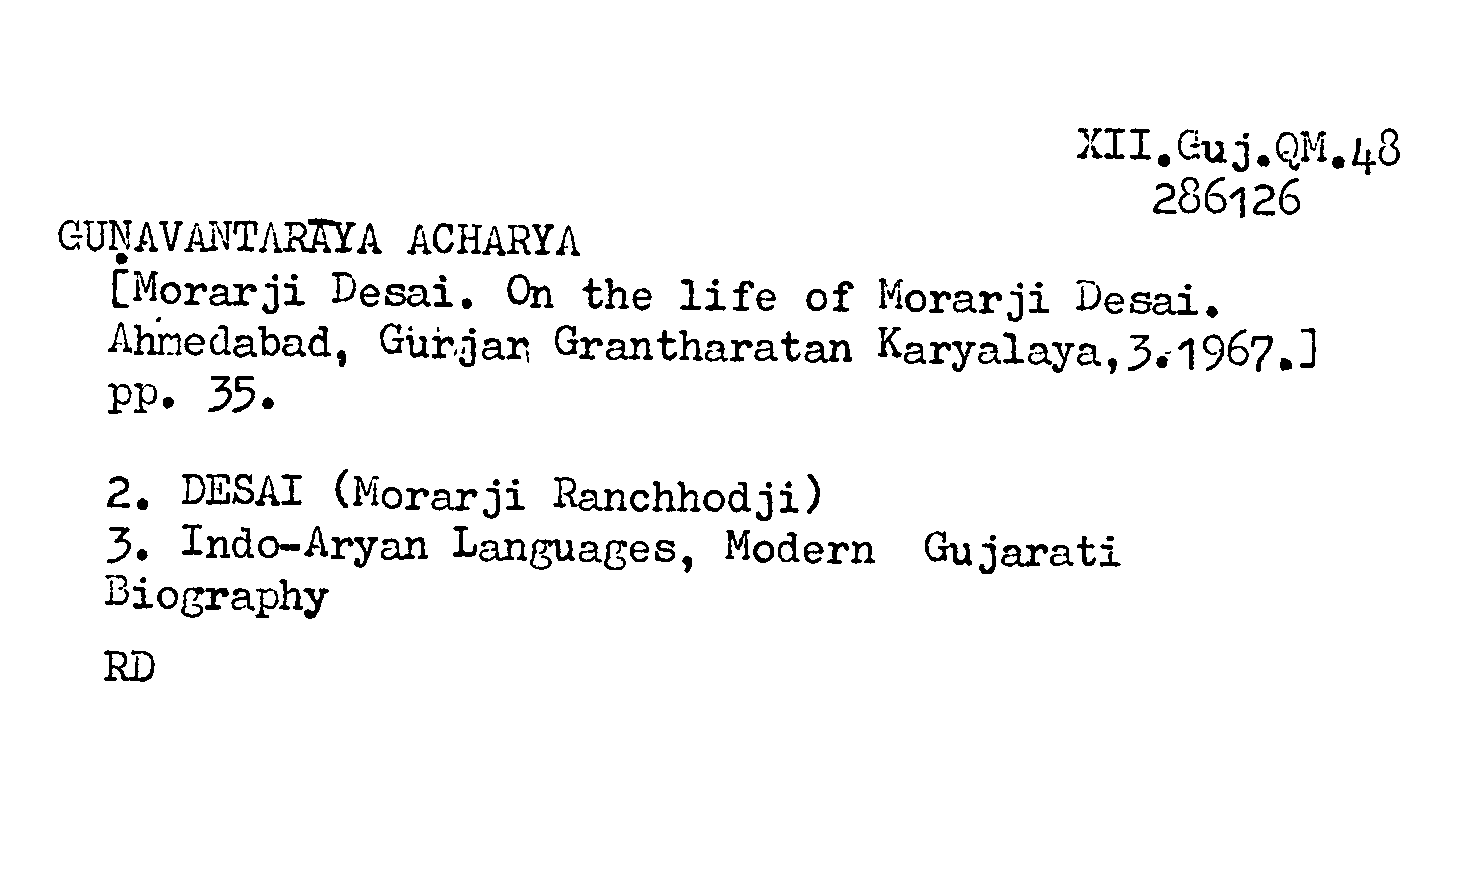 XII.Guj.QM.48
286126
GUṆAVANTARĀYA ACHARYA
[Morarji Desai. On the life of Morarji Desai.
Ahmedabad, Gurjar Grantharatan Karyalaya,3.1967.]
pp. 35.
2. DESAI (Morarji Ranchhodji)
3. Indo-Aryan Languages, Modern Gujarati
Biography
RD